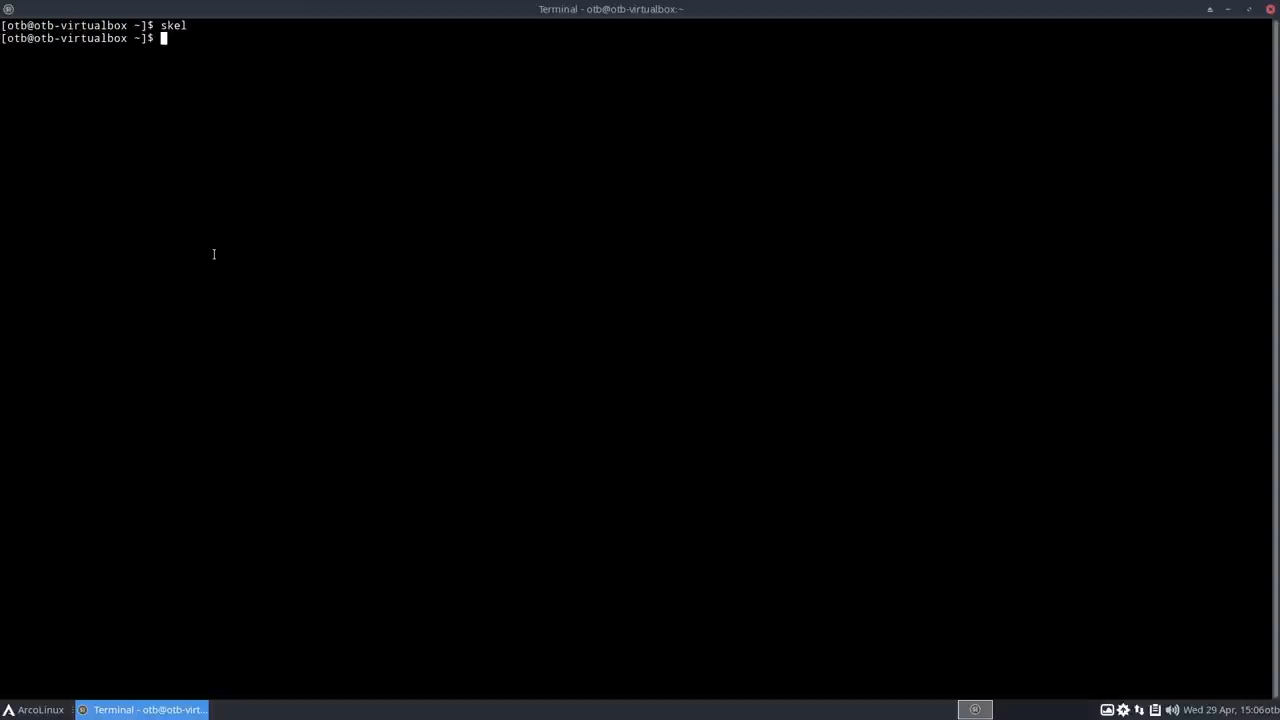 Terminal - otb@otb-virtualbox:~
[otb@otb-virtualbox ~]$ skel
[otb@otb-virtualbox ~]$
ArcoLinux
Terminal - otb@otb-virt...
Wed 29 Apr, 15:06
otb